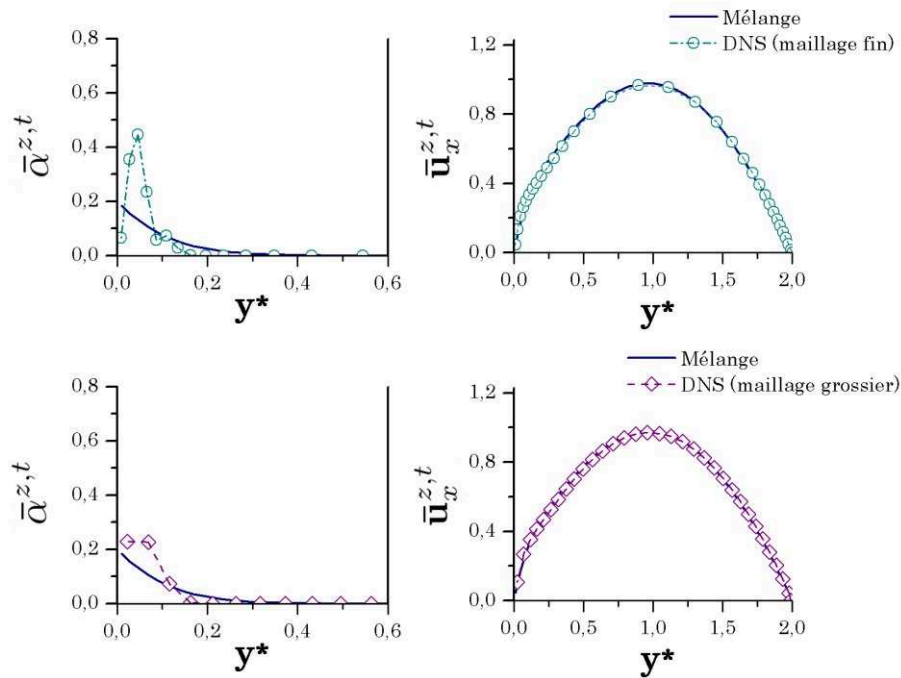 Mélange
DNS (maillage fin)
0,8
0,6
0,4
0,2
0,0
0,0 0,2 0,4 0,6
ᾱ^{z,t}
y*
1,2
0,8
0,4
0,0
0,0 0,5 1,0 1,5 2,0
ū_x^{z,t}
y*
Mélange
DNS (maillage grossier)
0,8
0,6
0,4
0,2
0,0
0,0 0,2 0,4 0,6
ᾱ^{z,t}
y*
1,2
0,8
0,4
0,0
0,0 0,5 1,0 1,5 2,0
ū_x^{z,t}
y*